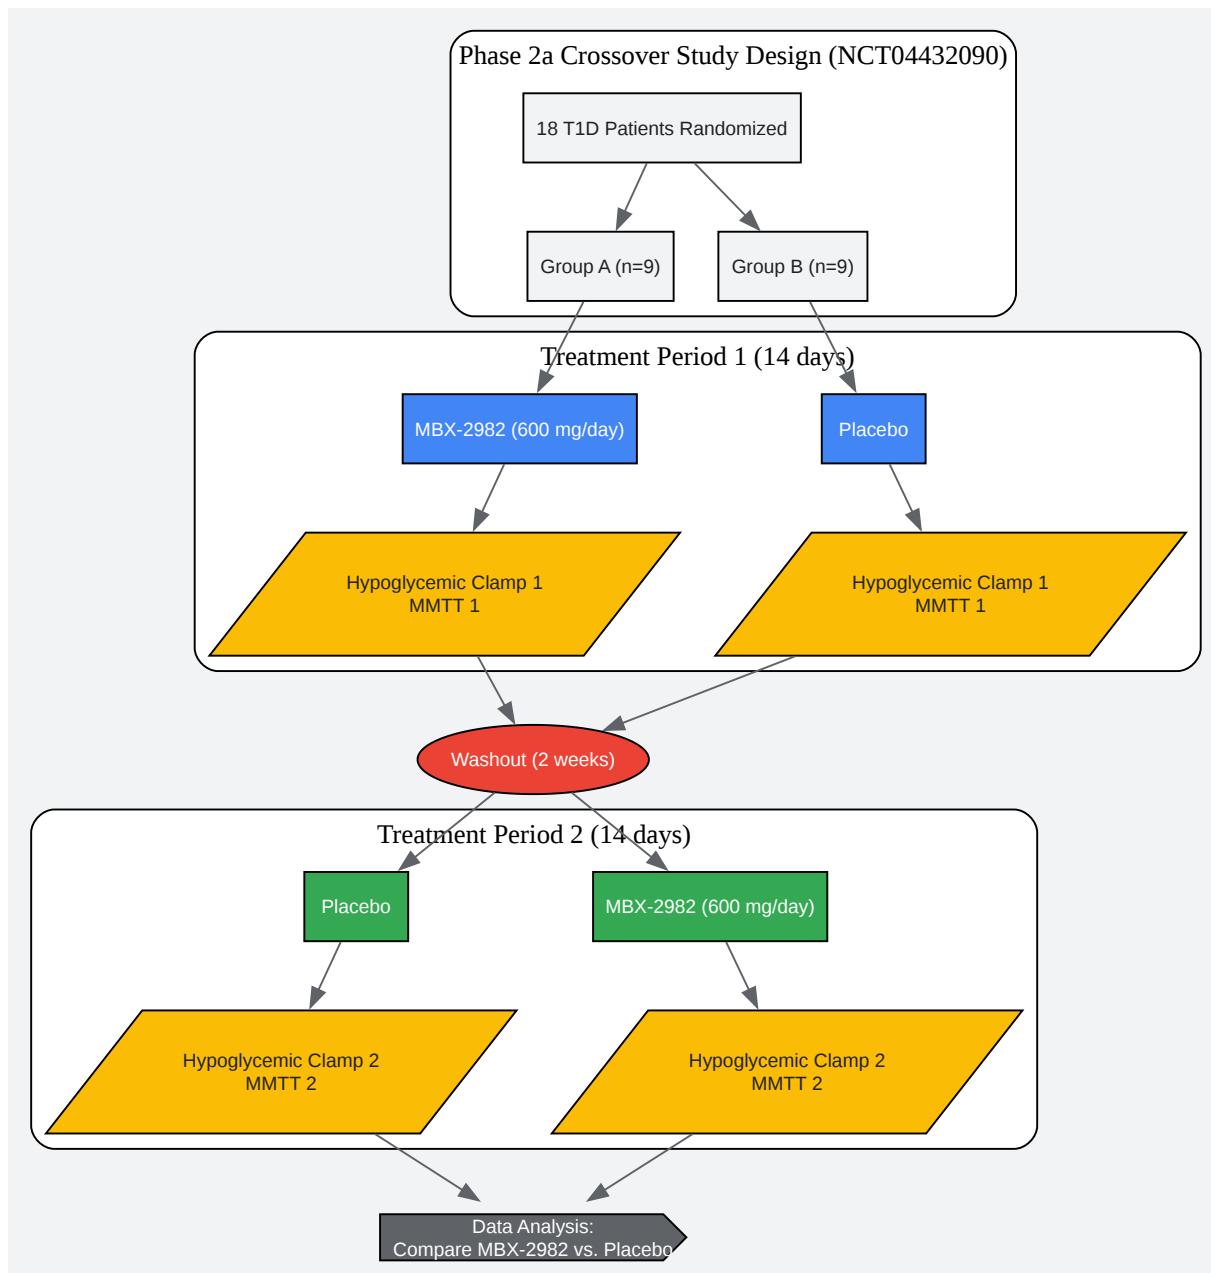 Phase 2a Crossover Study Design (NCT04432090)
18 T1D Patients Randomized
Group A (n=9)
Group B (n=9)
Treatment Period 1 (14 days)
MBX-2982 (600 mg/day)
Placebo
Hypoglycemic Clamp 1
MMTT 1
Hypoglycemic Clamp 1
MMTT 1
Washout (2 weeks)
Treatment Period 2 (14 days)
Placebo
MBX-2982 (600 mg/day)
Hypoglycemic Clamp 2
MMTT 2
Hypoglycemic Clamp 2
MMTT 2
Data Analysis:
Compare MBX-2982 vs. Placebo